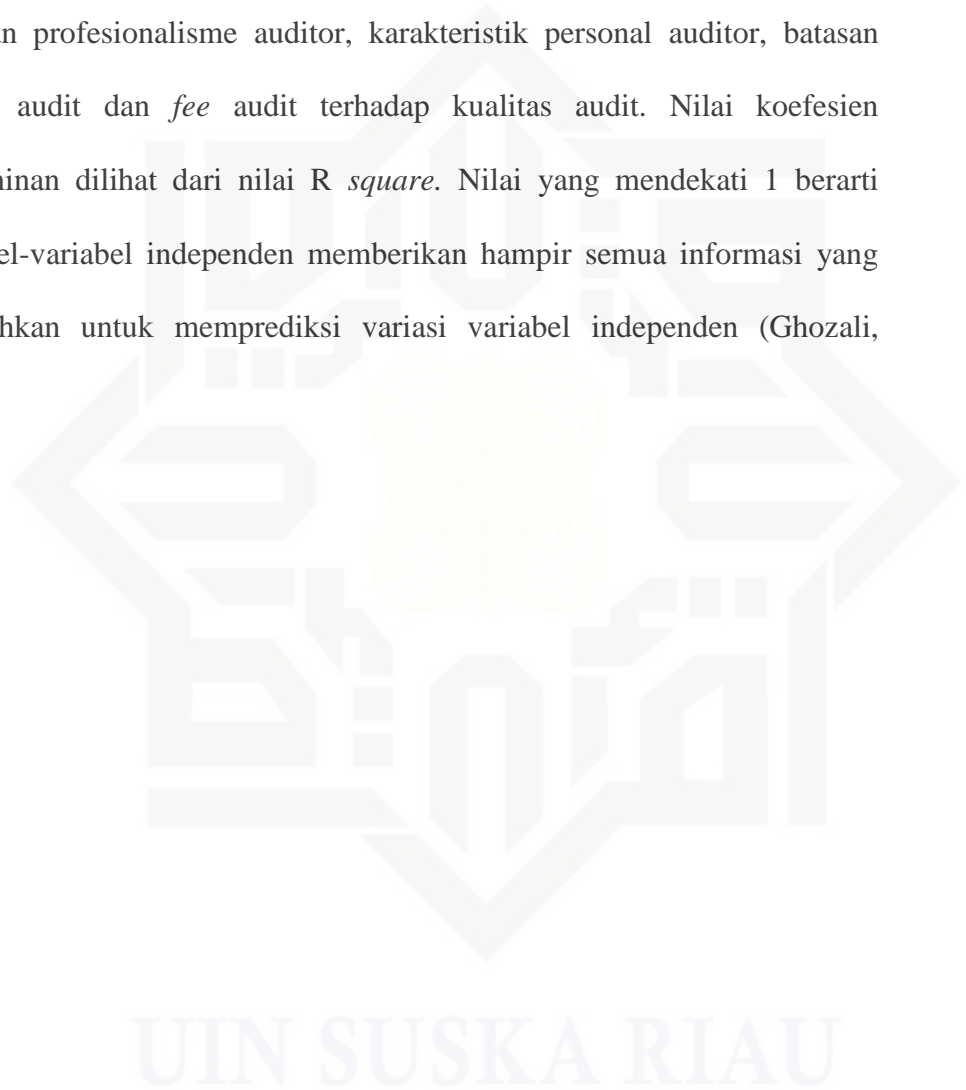 an profesionalisme auditor, karakteristik personal auditor, batasan
audit dan fee audit terhadap kualitas audit. Nilai koefesien
ninan dilihat dari nilai R square. Nilai yang mendekati 1 berarti
el-variabel independen memberikan hampir semua informasi yang
hkan untuk memprediksi variasi variabel independen (Ghozali,
UIN SUSKA RIAU